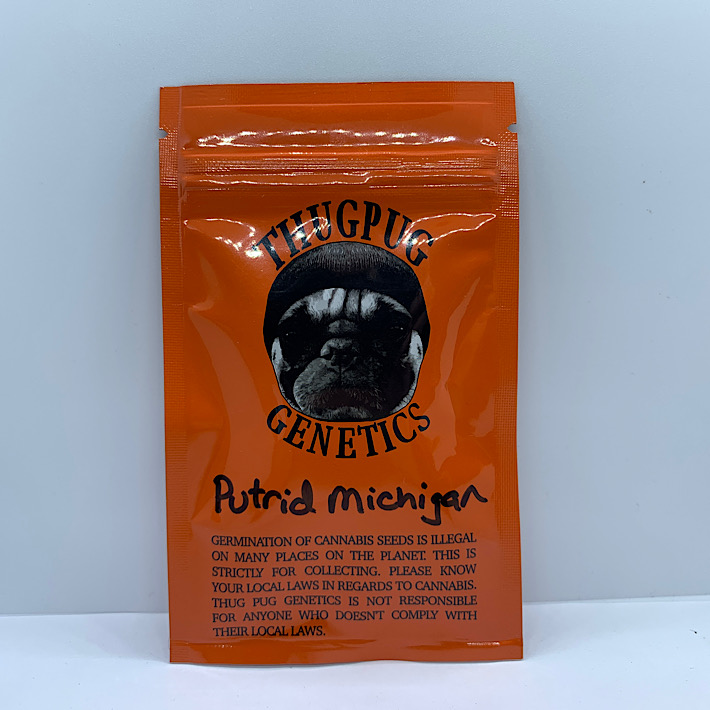 THUGPUG
GENETICS
Putrid Michigan
GERMINATION OF CANNABIS SEEDS IS ILLEGAL
ON MANY PLACES ON THE PLANET. THIS IS
STRICTLY FOR COLLECTING. PLEASE KNOW
YOUR LOCAL LAWS IN REGARDS TO CANNABIS.
THUG PUG GENETICS IS NOT RESPONSIBLE
FOR ANYONE WHO DOESN'T COMPLY WITH
THEIR LOCAL LAWS.